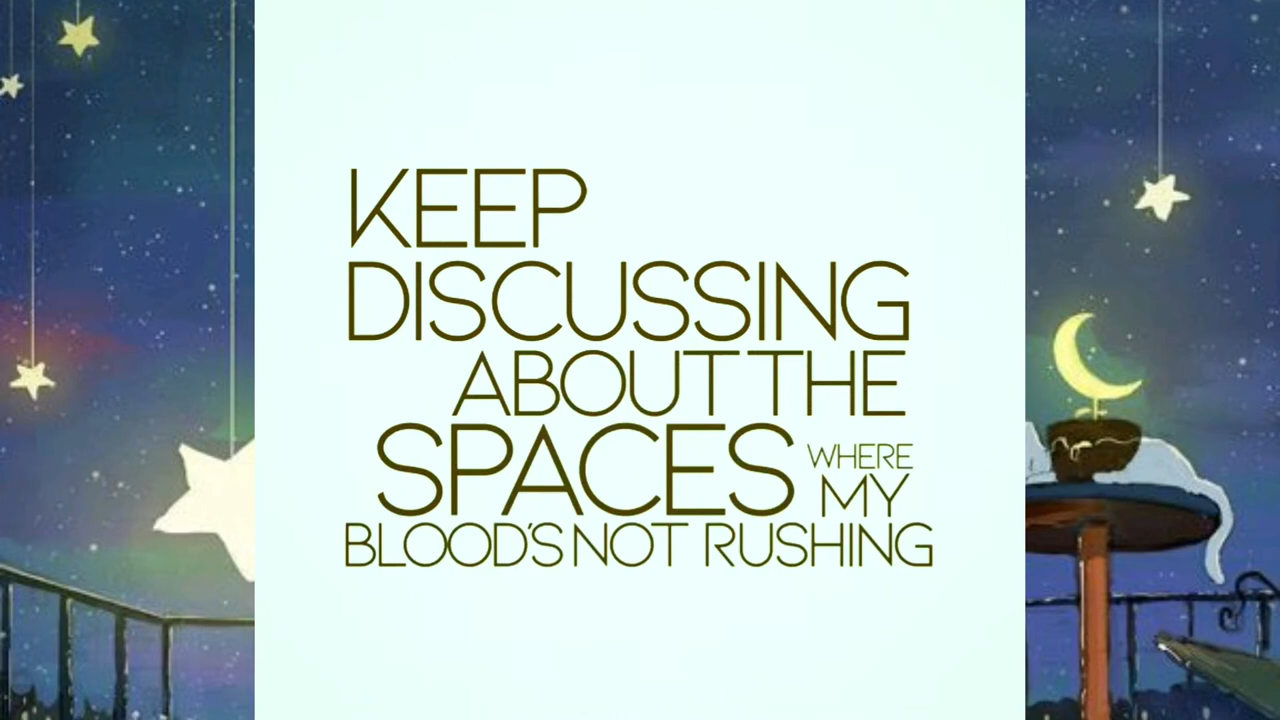 KEEP
DISCUSSING
ABOUT THE
SPACES WHERE
MY
BLOOD'S NOT RUSHING